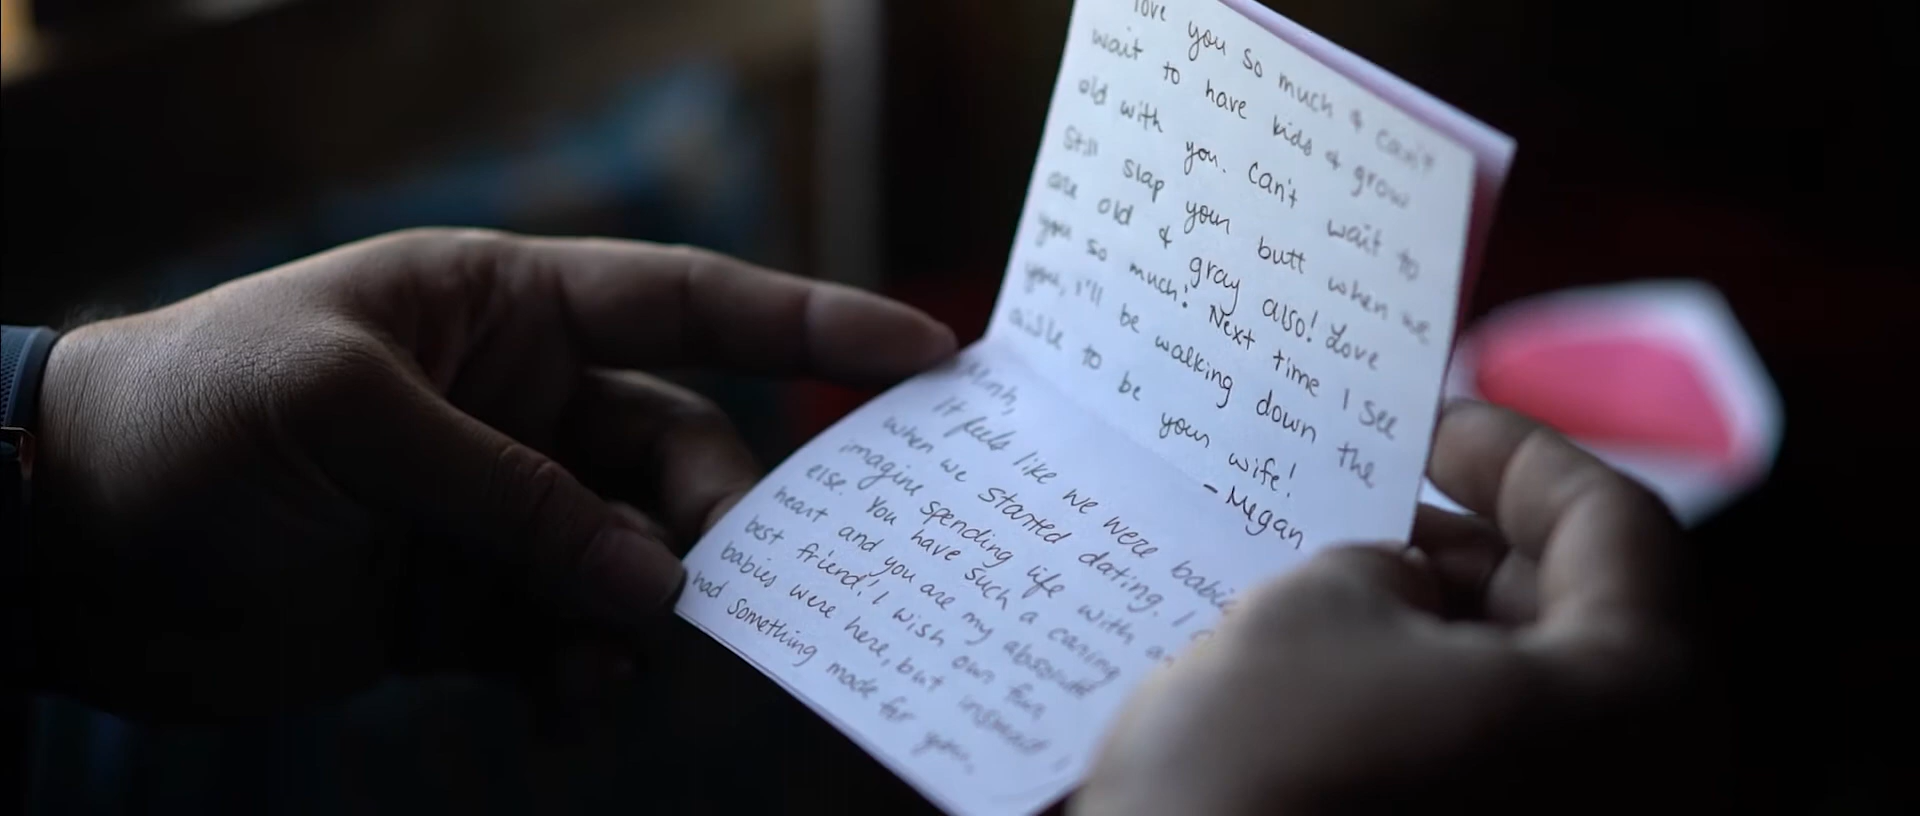 love you so much & can't
wait to have kids & grow
old with you. Can't wait to
still slap your butt when we
are old & gray also! Love
you so much! Next time I see
you, I'll be walking down the
aisle to be your wife!
- Megan
It feels like we were
when we started dating. I
imagine spending life with
else. You have such a caring
heart and you are my absolute
best friend! I wish our fur
babies were here, but instead I
had something made for you.